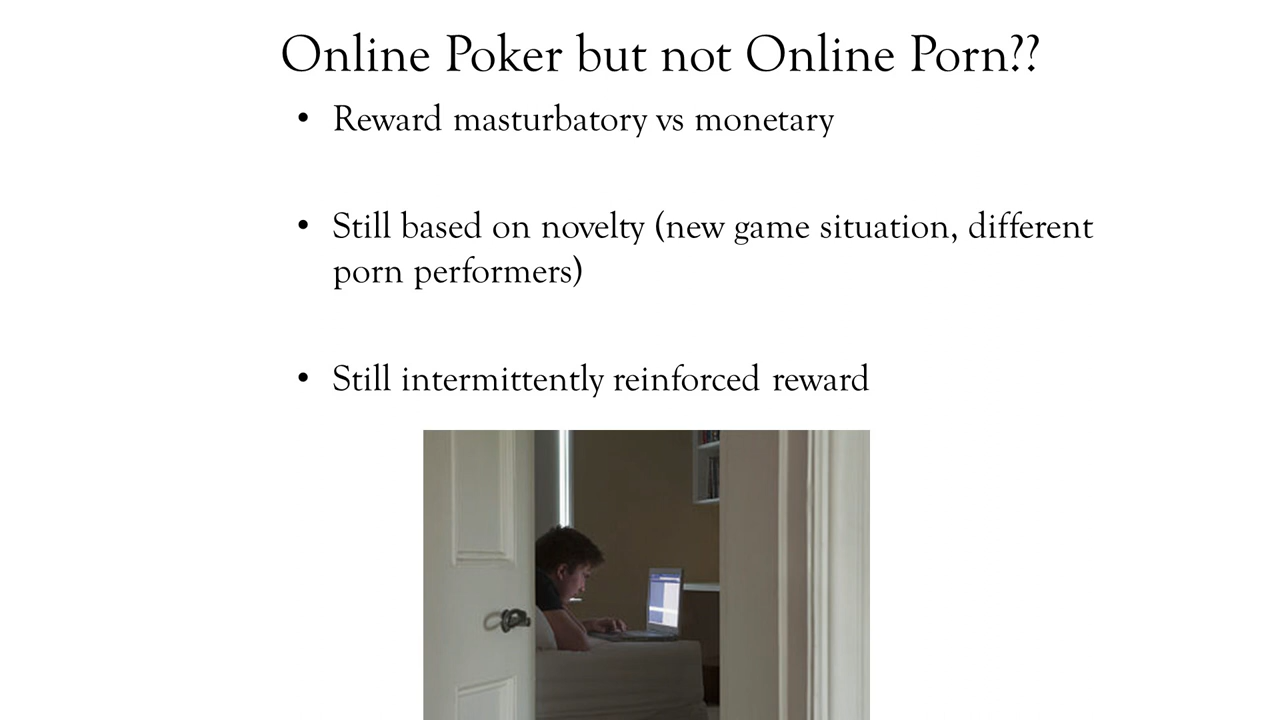 Online Poker but not Online Porn??
• Reward masturbatory vs monetary
• Still based on novelty (new game situation, different
porn performers)
• Still intermittently reinforced reward